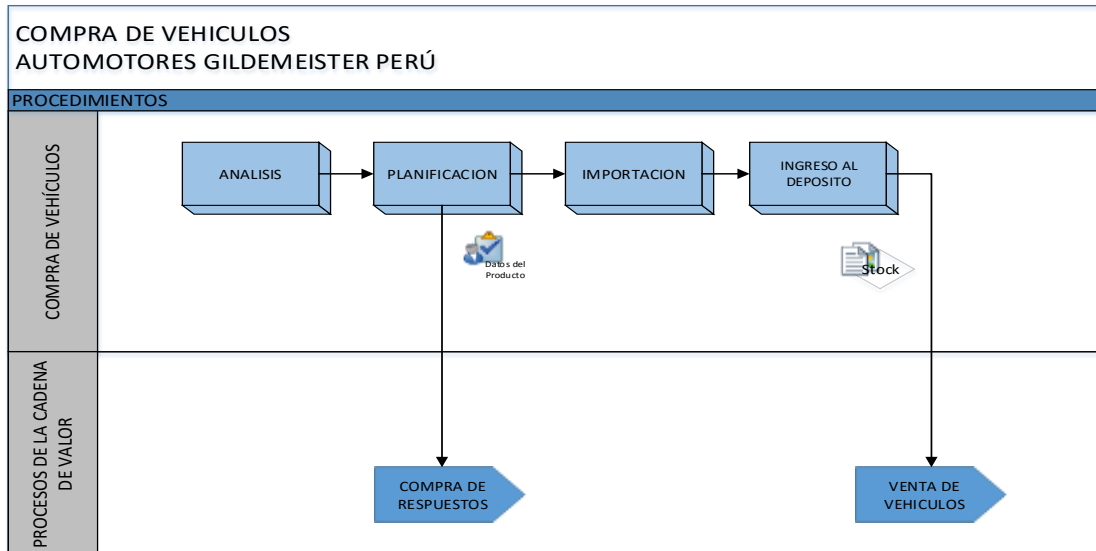 COMPRA DE VEHICULOS
AUTOMOTORES GILDEMEISTER PERÚ
PROCEDIMIENTOS
COMPRA DE VEHÍCULOS
ANALISIS
PLANIFICACION
IMPORTACION
INGRESO AL
DEPOSITO
Datos del
Producto
Stock
PROCESOS DE LA CADENA
DE VALOR
COMPRA DE
RESPUESTOS
VENTA DE
VEHICULOS